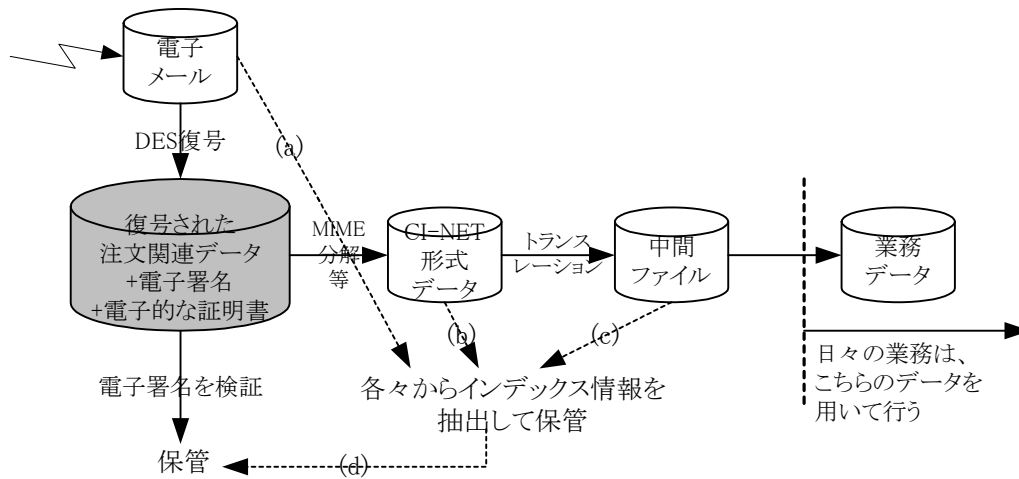 電子
メール
DES復号
(a)
復号された
注文関連データ
+電子署名
+電子的な証明書
MIME
分解
等
CI-NET
形式
データ
トランス
レーション
中間
ファイル
業務
データ
(b)
(c)
日々の業務は、
こちらのデータを
用いて行う
電子署名を検証
各々からインデックス情報を
抽出して保管
保管
(d)